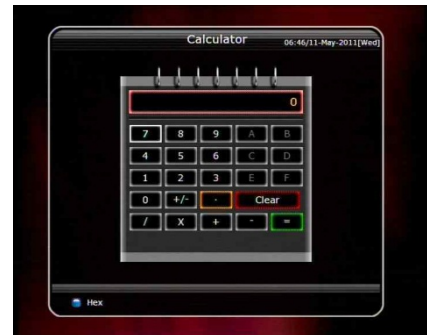 Calculator 06:46/11-May-2011[Wed]
0
7 8 9 A B
4 5 6 C D
1 2 3 E F
0 +/- . Clear
/ X + - =
Hex